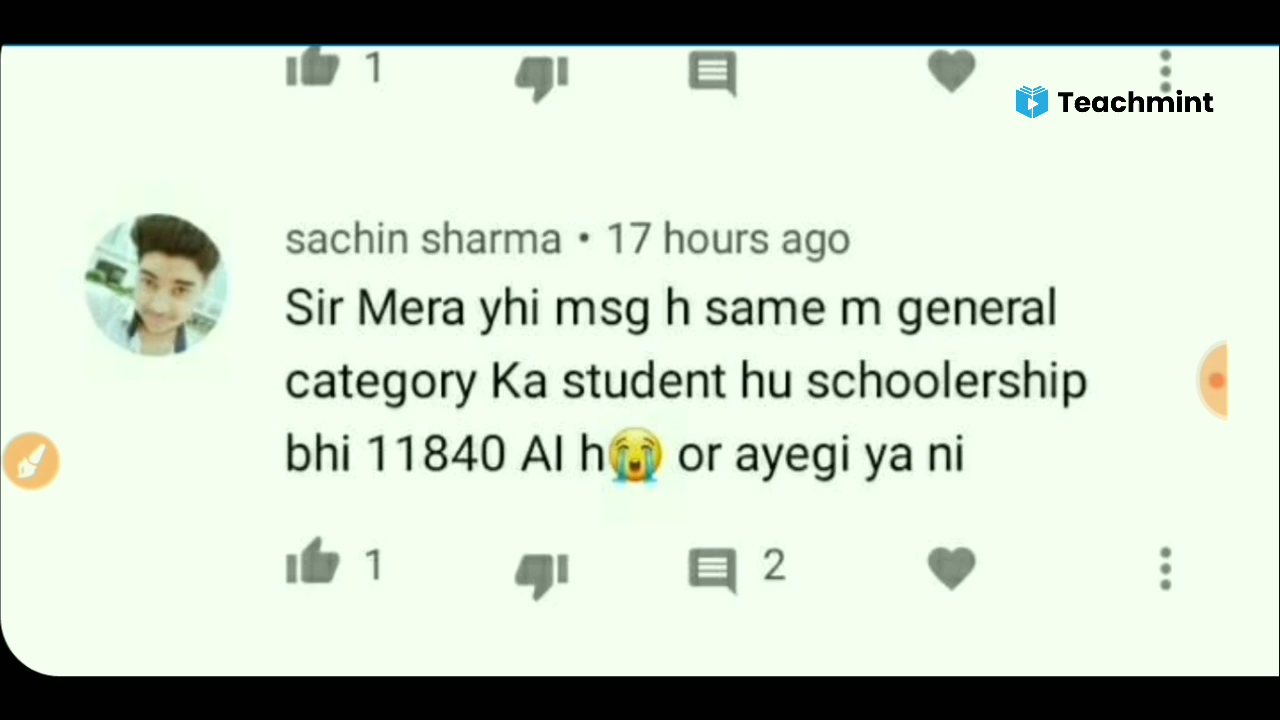 1
Teachmint
sachin sharma • 17 hours ago
Sir Mera yhi msg h same m general
category Ka student hu schoolership
bhi 11840 AI h😭 or ayegi ya ni
1 2